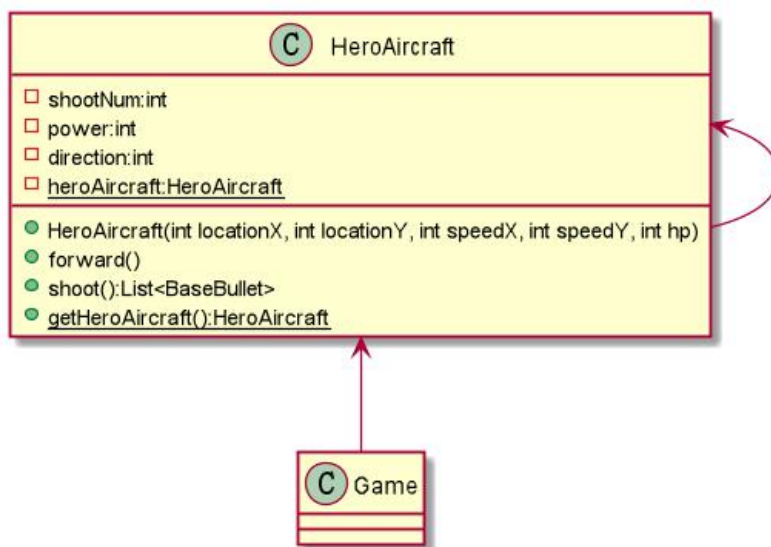 C HeroAircraft
shootNum:int
power:int
direction:int
heroAircraft:HeroAircraft
HeroAircraft(int locationX, int locationY, int speedX, int speedY, int hp)
forward()
shoot():List<BaseBullet>
getHeroAircraft():HeroAircraft
C Game